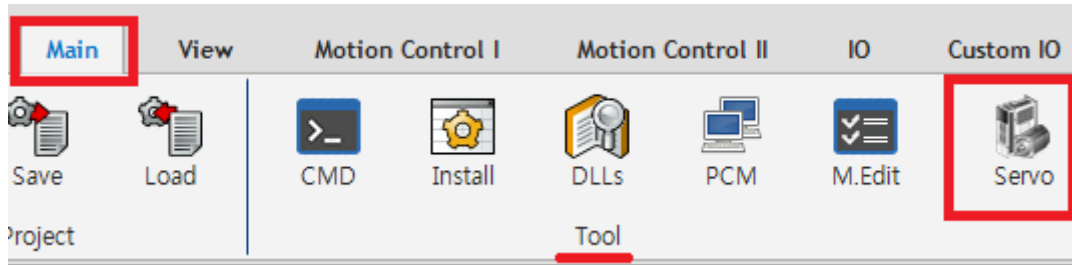 Main View Motion Control I Motion Control II IO Custom IO
Save Load CMD Install DLLs PCM M.Edit Servo
Project Tool